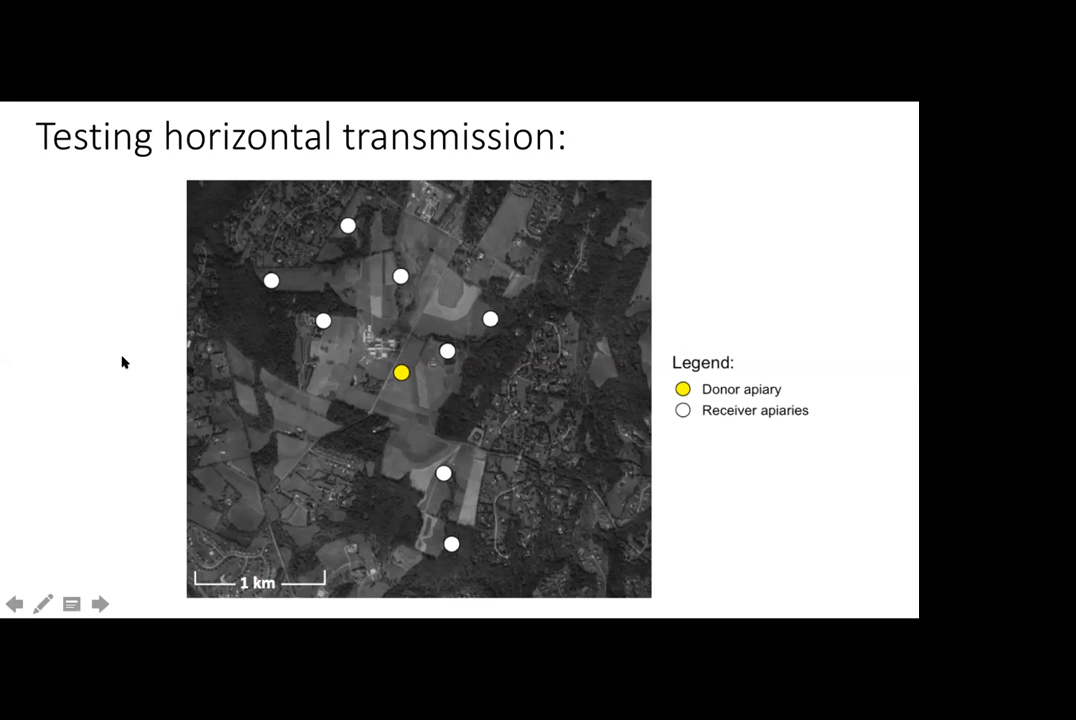 Testing horizontal transmission:
Legend:
Donor apiary
Receiver apiaries
1 km